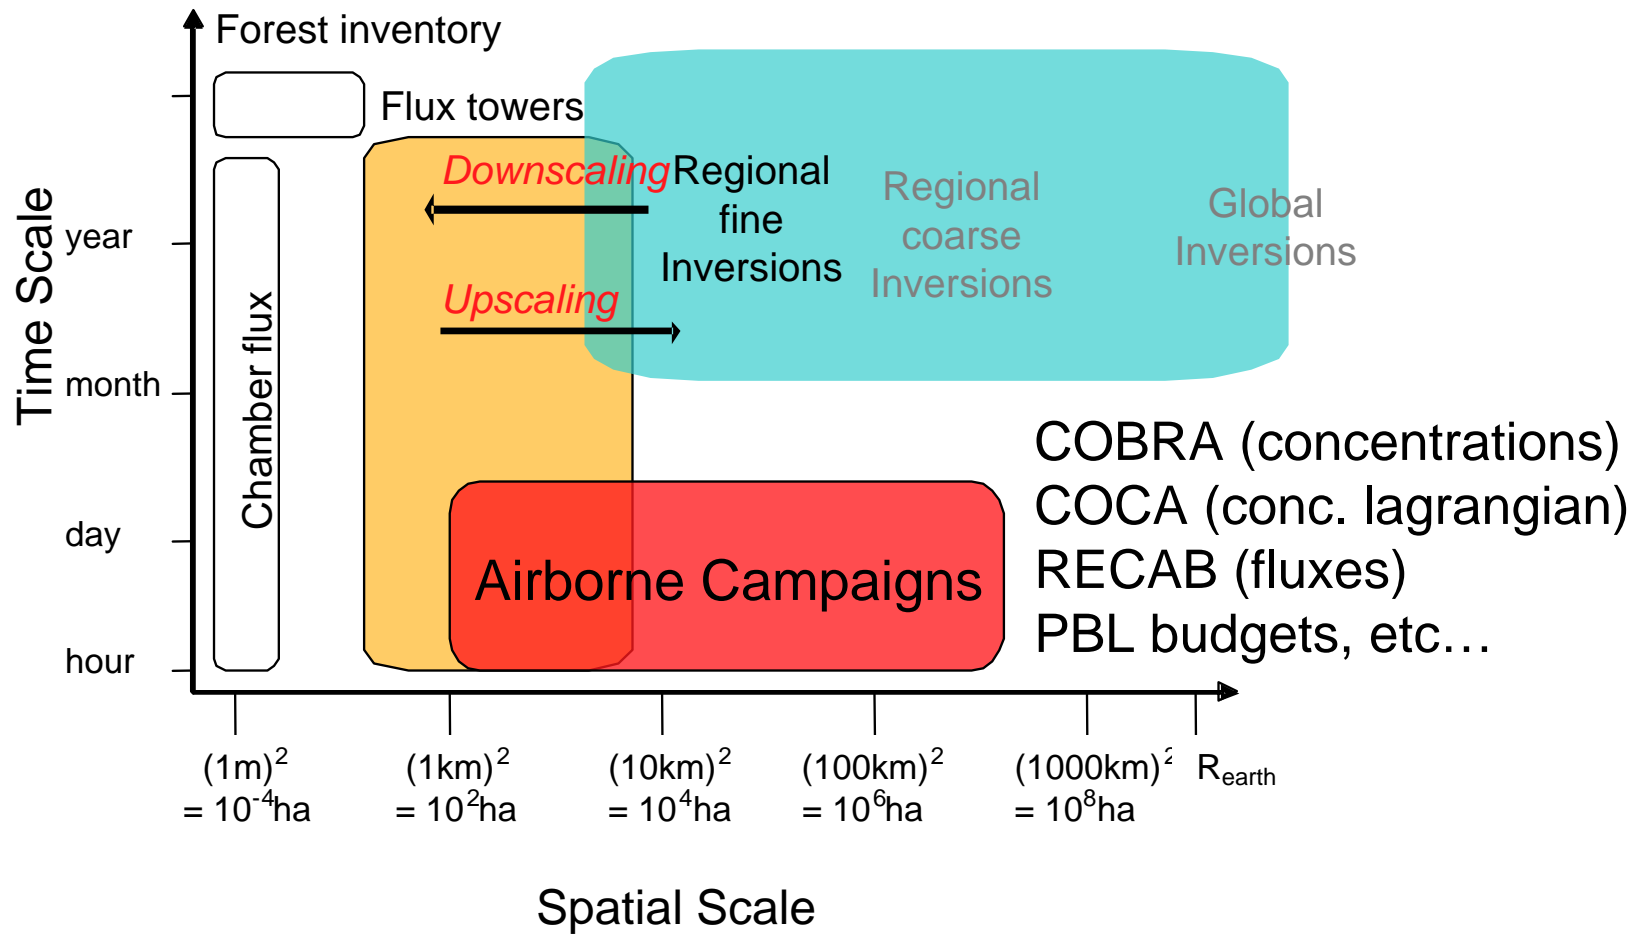 Forest inventory
Flux towers
Downscaling
Regional
fine
Inversions
Regional
coarse
Inversions
Global
Inversions
Upscaling
Time Scale
year
month
day
hour
Chamber flux
Airborne Campaigns
COBRA (concentrations)
COCA (conc. lagrangian)
RECAB (fluxes)
PBL budgets, etc…
(1m)² (1km)² (10km)² (100km)² (1000km)² R_earth
= 10⁻⁴ha = 10²ha = 10⁴ha = 10⁶ha = 10⁸ha
Spatial Scale